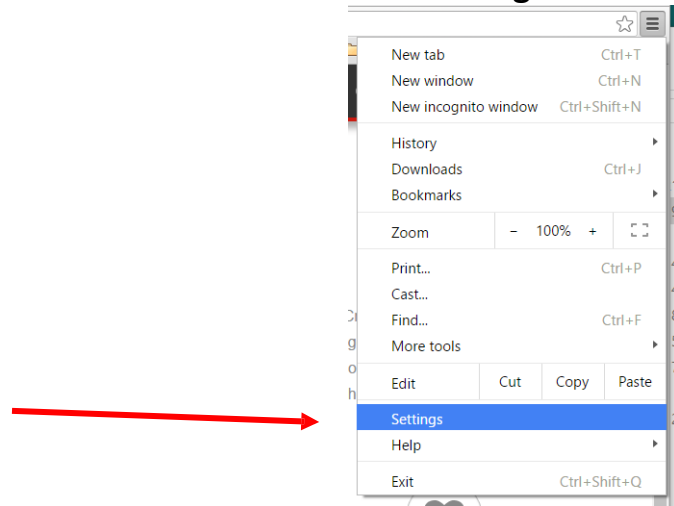 New tab Ctrl+T
New window Ctrl+N
New incognito window Ctrl+Shift+N
History
Downloads Ctrl+J
Bookmarks
Zoom – 100% +
Print... Ctrl+P
Cast...
Find... Ctrl+F
More tools
Edit Cut Copy Paste
Settings
Help
Exit Ctrl+Shift+Q